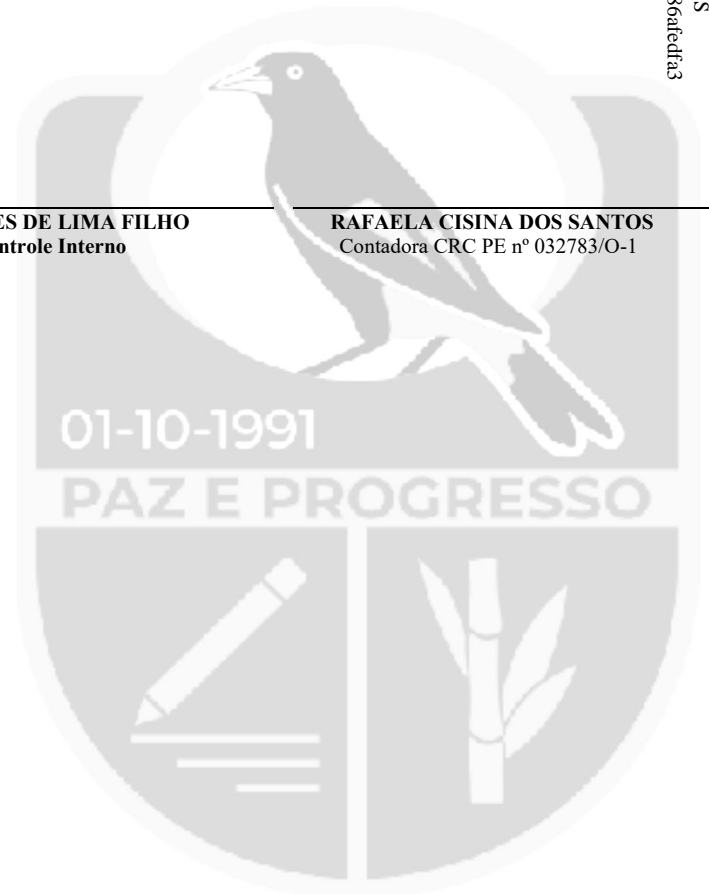 S
36afedfa3
ES DE LIMA FILHO
ntrole Interno
RAFAELA CISINA DOS SANTOS
Contadora CRC PE nº 032783/O-1
01-10-1991
PAZ E PROGRESSO